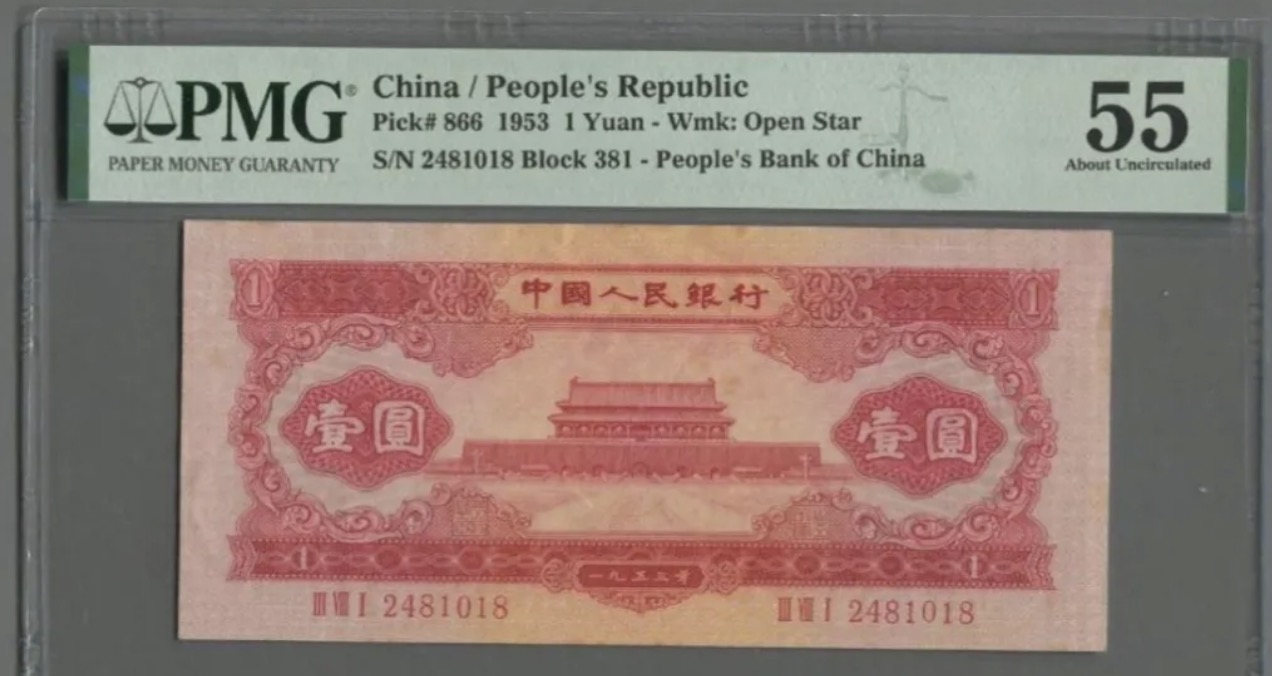 PMG®
PAPER MONEY GUARANTY
China / People's Republic
Pick# 866 1953 1 Yuan - Wmk: Open Star
S/N 2481018 Block 381 - People's Bank of China
55
About Uncirculated
1 中國人民銀行 1
壹圓 壹圓
1 1
一九五三年
III VIII I 2481018 III VIII I 2481018